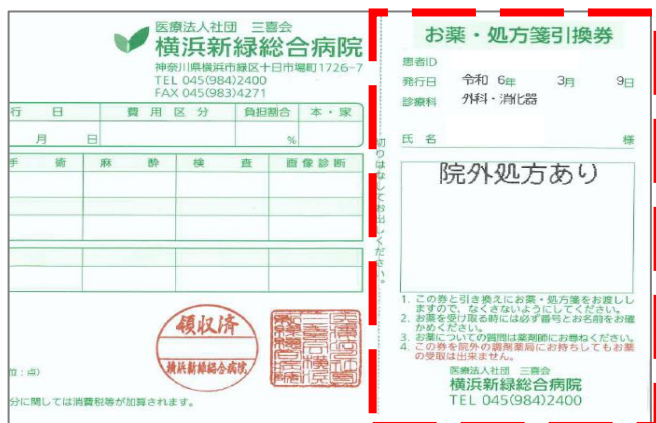 医療法人社団 三喜会
横浜新緑総合病院
神奈川県横浜市緑区十日市場町1726-7
TEL 045(984)2400
FAX 045(983)4271
行 日 費用区分 負担割合 本・家
月 日 %
手術 麻酔 検査 画像診断
領収済
横浜新緑総合病院
位:点)
分に関しては消費税等が加算されます。
切りはなしてお出しください。
お薬・処方箋引換券
患者ID
発行日 令和 6年 3月 9日
診療科 外科・消化器
氏名 様
院外処方あり
1. この券と引き換えにお薬・処方箋をお渡ししますので、なくさないようにしてください。
2. お薬を受け取る時には必ず番号とお名前をお確かめください。
3. お薬についての質問は薬剤師にお尋ねください。
4. この券を院外の調剤薬局にお持ちしてもお薬の受取は出来ません。
医療法人社団 三喜会
横浜新緑総合病院
TEL 045(984)2400